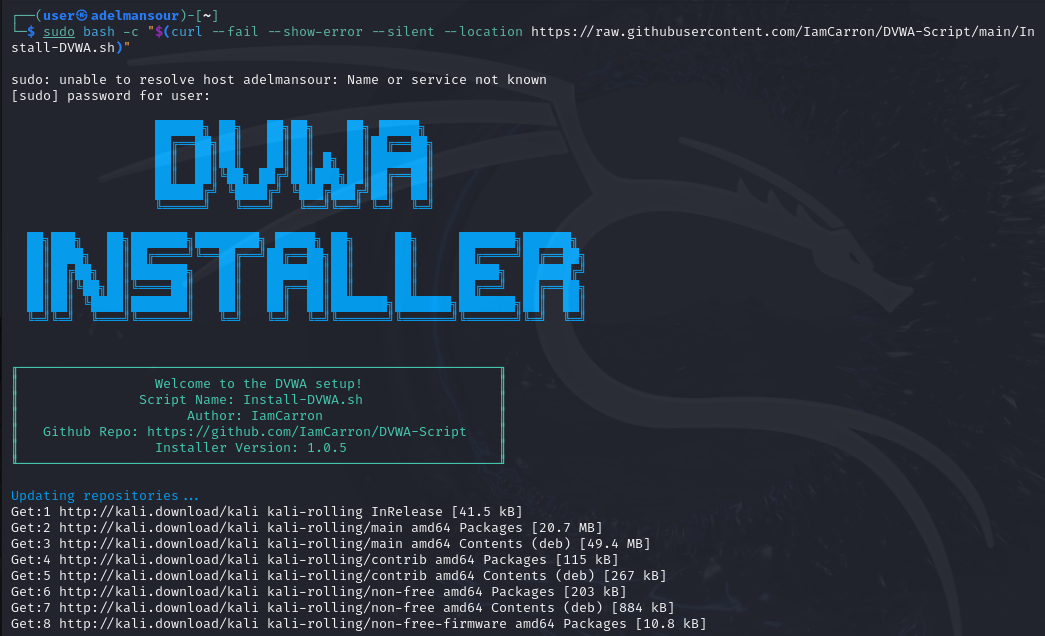 ┌──(user㉿adelmansour)-[~]
└─$ sudo bash -c "$(curl --fail --show-error --silent --location https://raw.githubusercontent.com/IamCarron/DVWA-Script/main/In
stall-DVWA.sh)"
sudo: unable to resolve host adelmansour: Name or service not known
[sudo] password for user:
DVWA
INSTALLER
Welcome to the DVWA setup!
Script Name: Install-DVWA.sh
Author: IamCarron
Github Repo: https://github.com/IamCarron/DVWA-Script
Installer Version: 1.0.5
Updating repositories...
Get:1 http://kali.download/kali kali-rolling InRelease [41.5 kB]
Get:2 http://kali.download/kali kali-rolling/main amd64 Packages [20.7 MB]
Get:3 http://kali.download/kali kali-rolling/main amd64 Contents (deb) [49.4 MB]
Get:4 http://kali.download/kali kali-rolling/contrib amd64 Packages [115 kB]
Get:5 http://kali.download/kali kali-rolling/contrib amd64 Contents (deb) [267 kB]
Get:6 http://kali.download/kali kali-rolling/non-free amd64 Packages [203 kB]
Get:7 http://kali.download/kali kali-rolling/non-free amd64 Contents (deb) [884 kB]
Get:8 http://kali.download/kali kali-rolling/non-free-firmware amd64 Packages [10.8 kB]